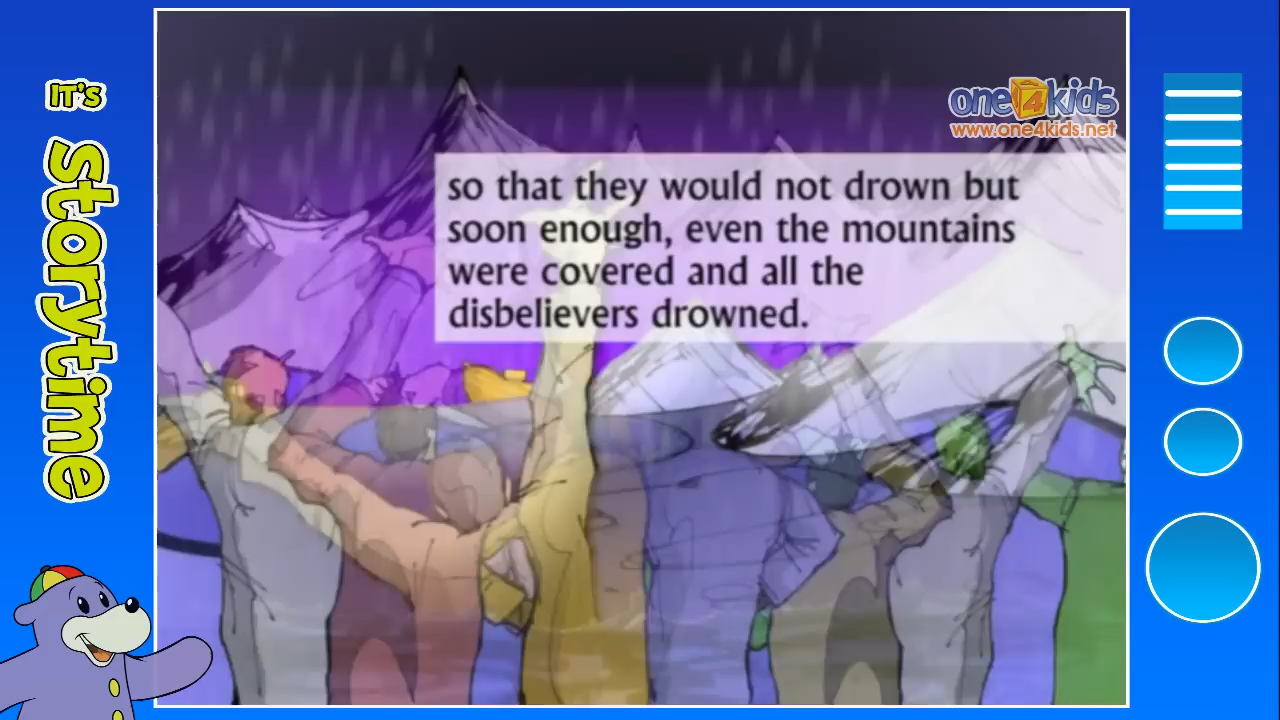 IT's
Storytime
one4kids
www.one4kids.net
so that they would not drown but
soon enough, even the mountains
were covered and all the
disbelievers drowned.